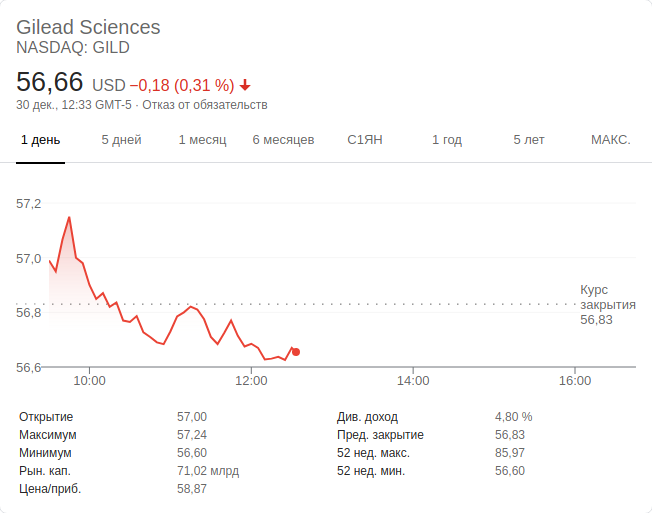 Gilead Sciences
NASDAQ: GILD
56,66 USD −0,18 (0,31 %)
30 дек., 12:33 GMT-5 · Отказ от обязательств
1 день 5 дней 1 месяц 6 месяцев С1ЯН 1 год 5 лет МАКС.
57,2
57,0
56,8
56,6
Курс
закрытия
56,83
10:00 12:00 14:00 16:00
Открытие 57,00 Див. доход 4,80 %
Максимум 57,24 Пред. закрытие 56,83
Минимум 56,60 52 нед. макс. 85,97
Рын. кап. 71,02 млрд 52 нед. мин. 56,60
Цена/приб. 58,87